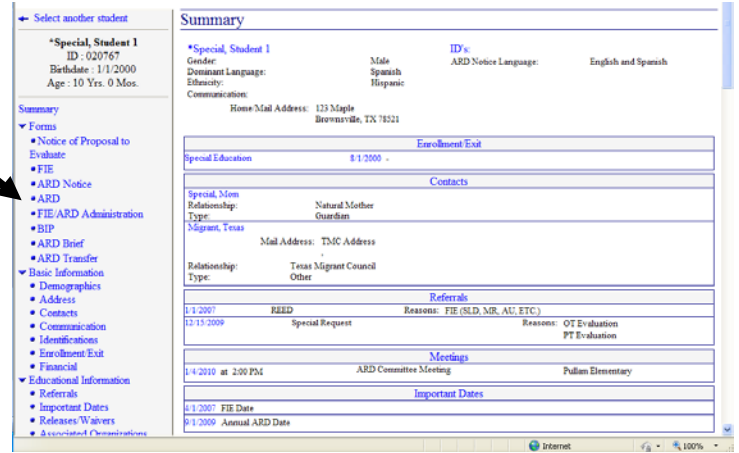 Select another student
*Special, Student 1
ID : 020767
Birthdate : 1/1/2000
Age : 10 Yrs. 0 Mos.
Summary
Forms
Notice of Proposal to
Evaluate
FIE
ARD Notice
ARD
FIE/ARD Administration
BIP
ARD Brief
ARD Transfer
Basic Information
Demographics
Address
Contacts
Communication
Identifications
Enrollment/Exit
Financial
Educational Information
Referrals
Important Dates
Releases/Waivers
Associated Organizations
Summary
*Special, Student 1 ID's:
Gender: Male ARD Notice Language: English and Spanish
Dominant Language: Spanish
Ethnicity: Hispanic
Communication:
Home/Mail Address: 123 Maple
Brownsville, TX 78521
Enrollment/Exit
Special Education 8/1/2000 -
Contacts
Special, Mom
Relationship: Natural Mother
Type: Guardian
Migrant, Texas
Mail Address: TMC Address
,
Relationship: Texas Migrant Council
Type: Other
Referrals
1/1/2007 REED Reasons: FIE (SLD, MR, AU, ETC.)
12/15/2009 Special Request Reasons: OT Evaluation
PT Evaluation
Meetings
1/4/2010 at 2:00 PM ARD Committee Meeting Pullam Elementary
Important Dates
4/1/2007 FIE Date
9/1/2009 Annual ARD Date
Internet 100%